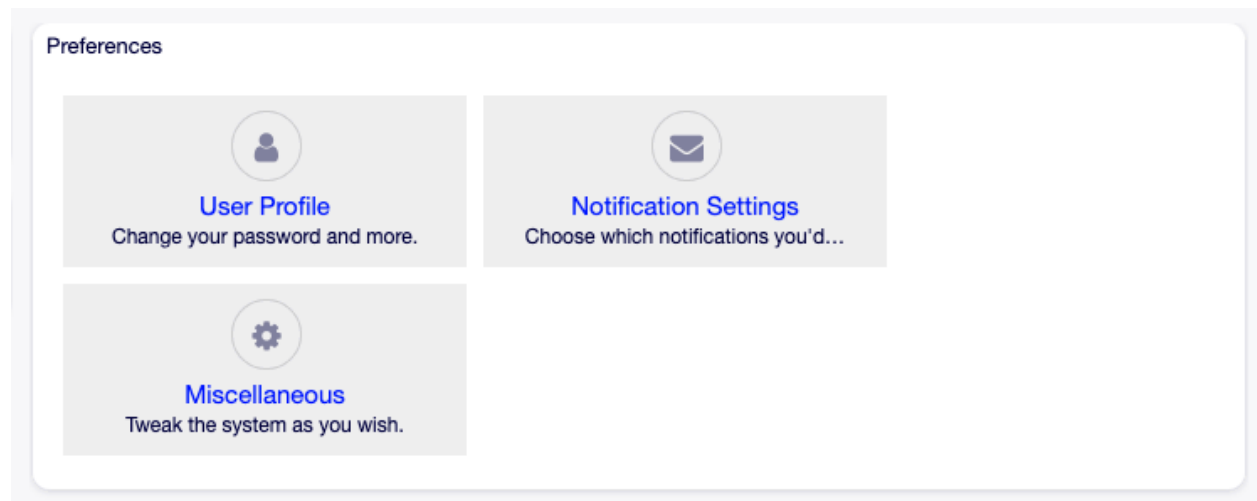 Preferences
User Profile
Change your password and more.
Notification Settings
Choose which notifications you'd…
Miscellaneous
Tweak the system as you wish.